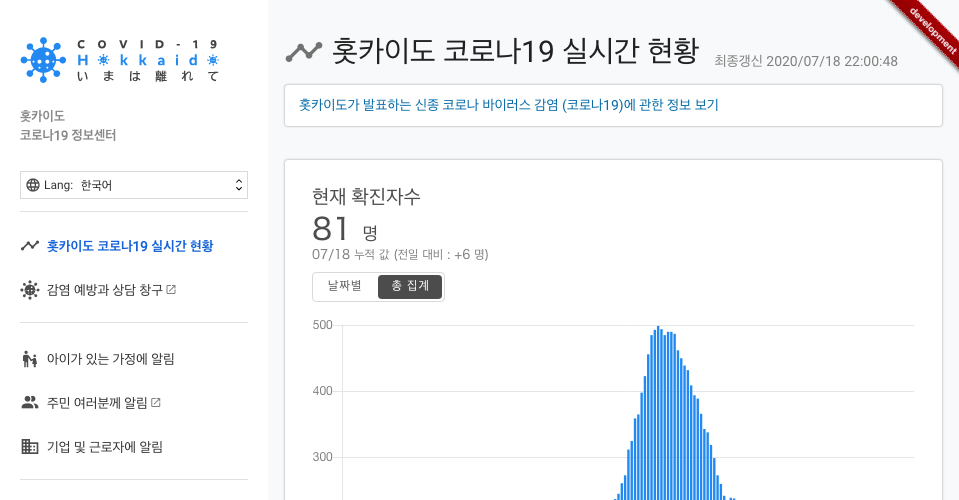 COVID-19
Hokkaido
いまは離れて
홋카이도
코로나19 정보센터
Lang: 한국어
홋카이도 코로나19 실시간 현황
감염 예방과 상담 창구
아이가 있는 가정에 알림
주민 여러분께 알림
기업 및 근로자에 알림
development
홋카이도 코로나19 실시간 현황
최종갱신 2020/07/18 22:00:48
홋카이도가 발표하는 신종 코로나 바이러스 감염 (코로나19)에 관한 정보 보기
현재 확진자수
81 명
07/18 누적 값 (전일 대비 : +6 명)
날짜별 총 집계
500
400
300